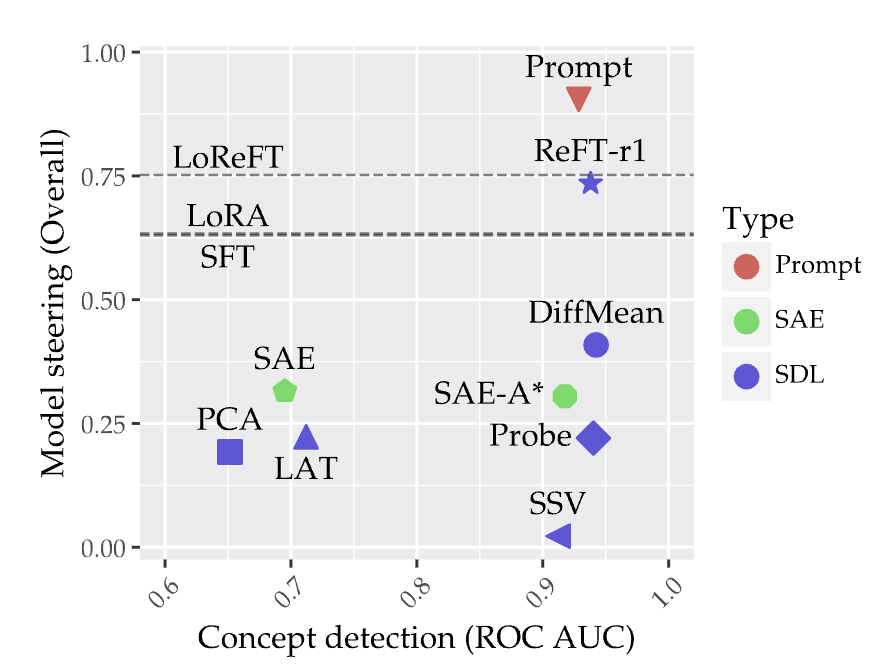 Model steering (Overall)
1.00
0.75
0.50
0.25
0.00
Prompt
ReFT-r1
LoReFT
LoRA
SFT
DiffMean
SAE
SAE-A*
PCA
Probe
LAT
SSV
0.6
0.7
0.8
0.9
1.0
Concept detection (ROC AUC)
Type
Prompt
SAE
SDL